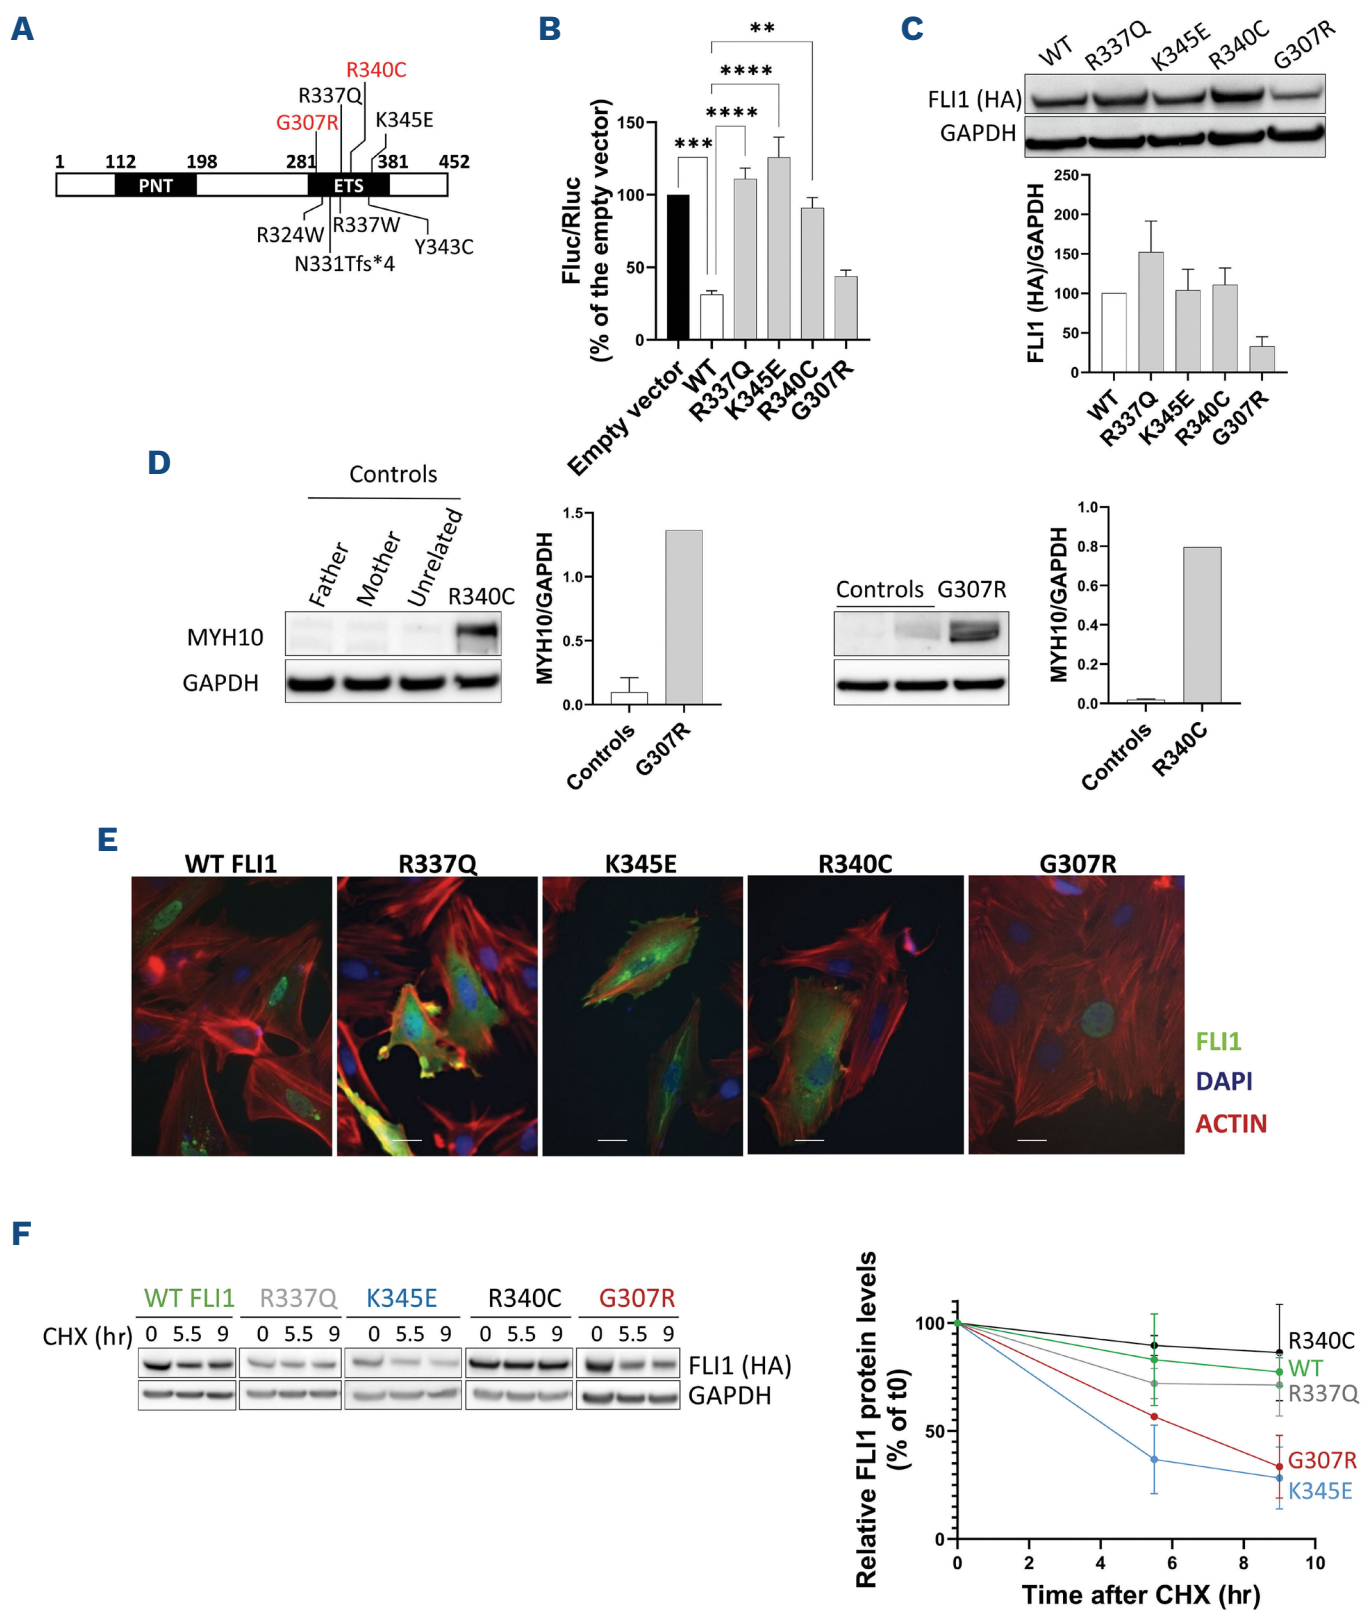 A
R340C
R337Q
G307R
K345E
1 112 198 281 381 452
PNT ETS
R324W
R337W
Y343C
N331Tfs*4
B
**
****
****
***
Fluc/Rluc
(% of the empty vector)
150
100
50
0
Empty vector
WT
R337Q
K345E
R340C
G307R
C
WT R337Q K345E R340C G307R
FLI1 (HA)
GAPDH
FLI1 (HA)/GAPDH
250
200
150
100
50
0
WT
R337Q
K345E
R340C
G307R
D
Controls
Father
Mother
Unrelated
R340C
MYH10
GAPDH
MYH10/GAPDH
1.5
1.0
0.5
0.0
Controls
G307R
Controls G307R
MYH10/GAPDH
1.0
0.8
0.6
0.4
0.2
0.0
Controls
R340C
E
WT FLI1 R337Q K345E R340C G307R
FLI1
DAPI
ACTIN
F
WT FLI1 R337Q K345E R340C G307R
CHX (hr) 0 5.5 9 0 5.5 9 0 5.5 9 0 5.5 9 0 5.5 9
FLI1 (HA)
GAPDH
Relative FLI1 protein levels
(% of t0)
100
50
0
R340C
WT
R337Q
G307R
K345E
0 2 4 6 8 10
Time after CHX (hr)